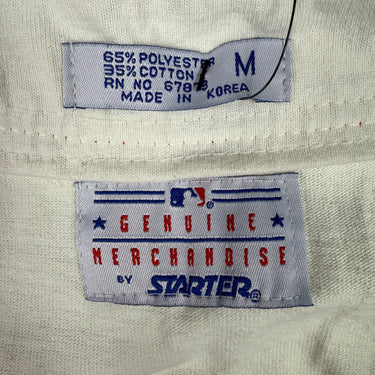 65% POLYESTER
35% COTTON M
RN NO
MADE IN KOREA
GENUINE
MERCHANDISE
BY STARTER®